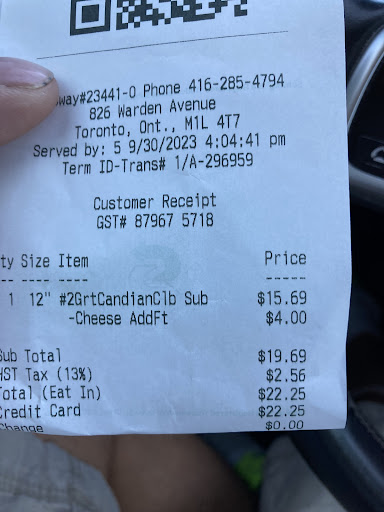 way#23441-0 Phone 416-285-4794
826 Warden Avenue
Toronto, Ont., M1L 4T7
Served by: 5 9/30/2023 4:04:41 pm
Term ID-Trans# 1/A-296959
Customer Receipt
GST# 87967 5718
ty Size Item Price
1 12" #2GrtCandianClb Sub $15.69
-Cheese AddFt $4.00
Sub Total $19.69
HST Tax (13%) $2.56
Total (Eat In) $22.25
Credit Card $22.25
Change $0.00